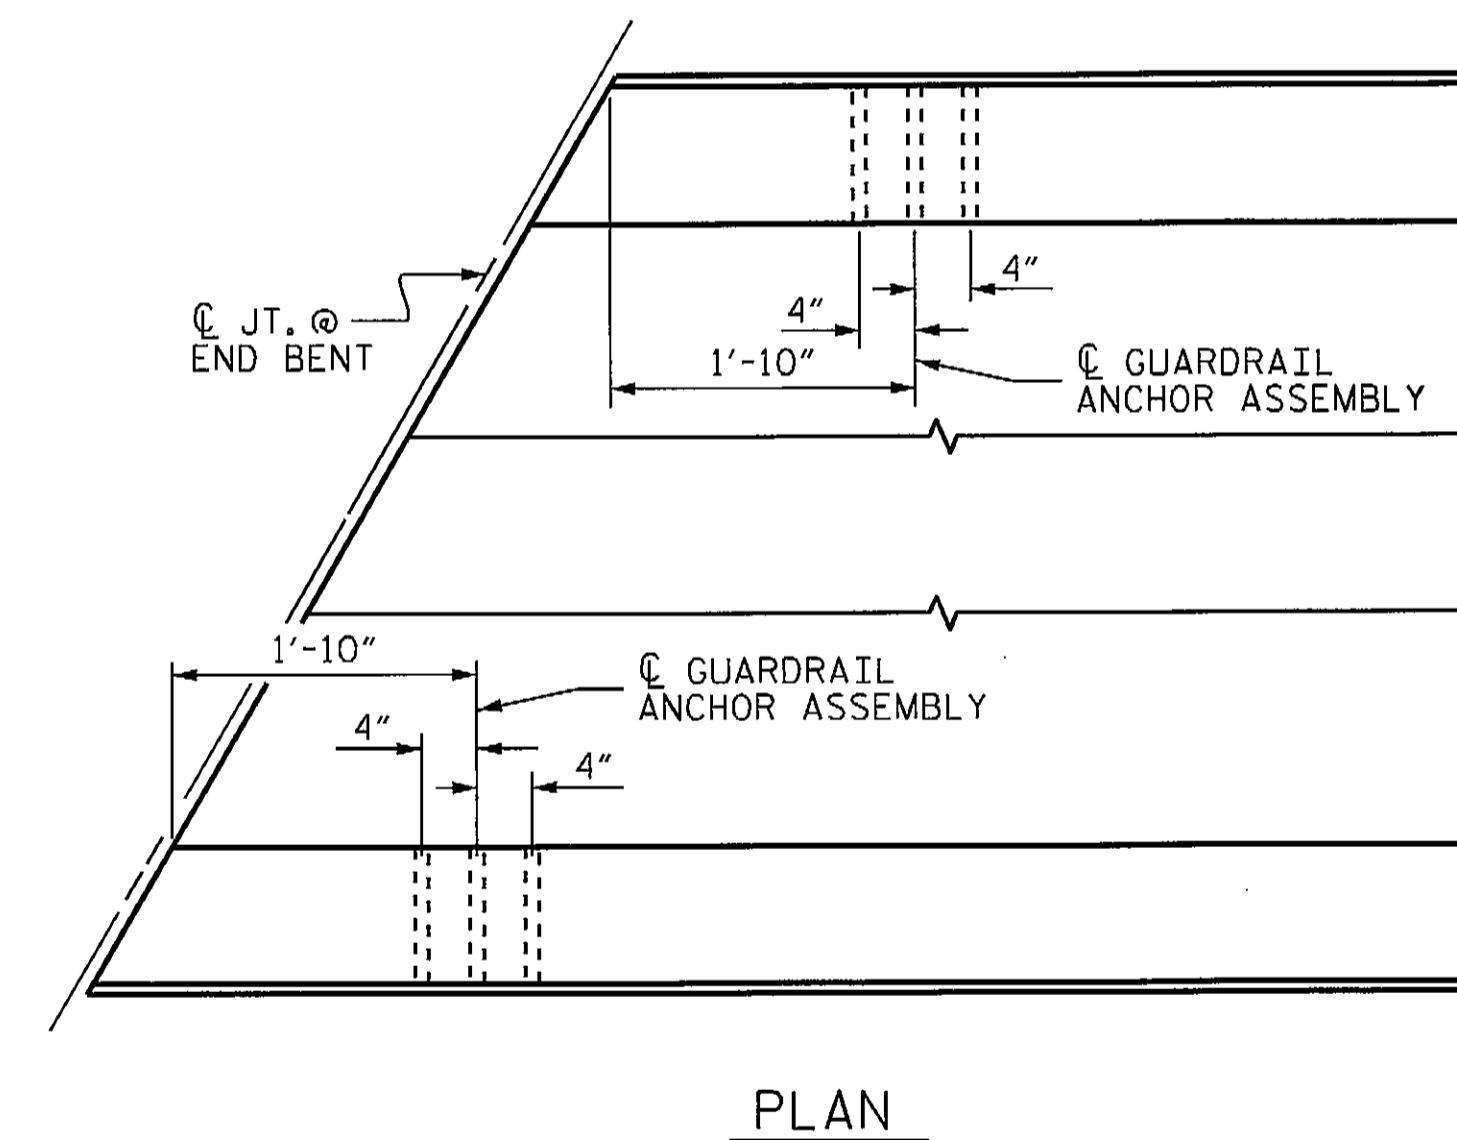 ℄ JT. @
END BENT
4"
4"
1'-10"
℄ GUARDRAIL
ANCHOR ASSEMBLY
1'-10"
℄ GUARDRAIL
ANCHOR ASSEMBLY
4"
4"
PLAN